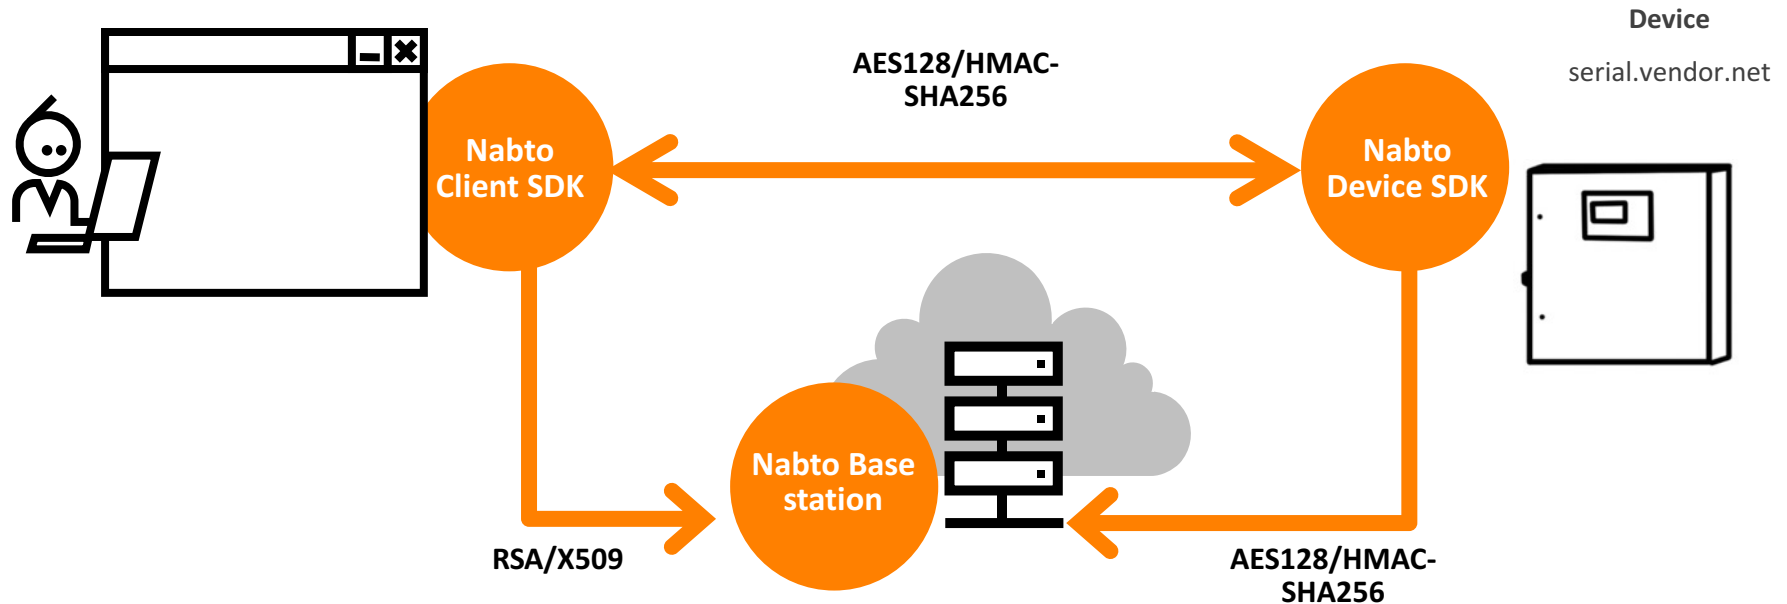 Device
serial.vendor.net
AES128/HMAC-
SHA256
Nabto
Client SDK
Nabto
Device SDK
Nabto Base
station
RSA/X509
AES128/HMAC-
SHA256